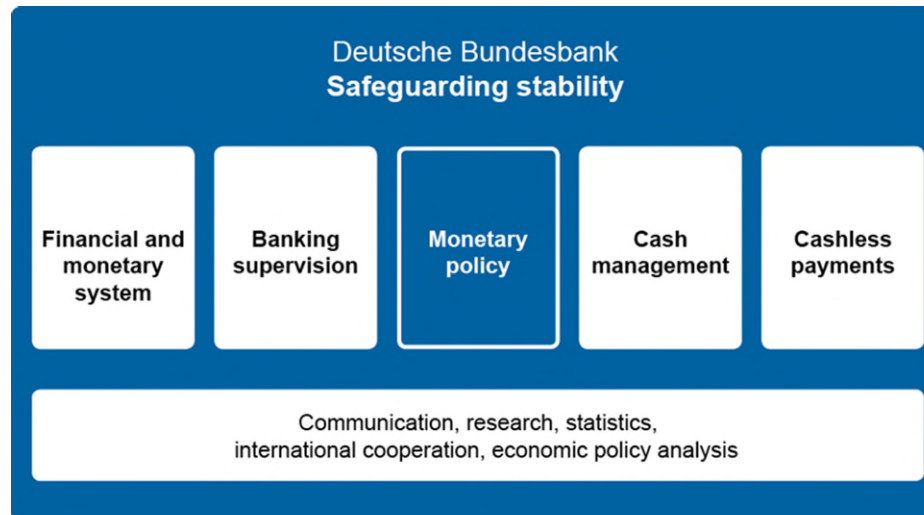 Deutsche Bundesbank
Safeguarding stability
Financial and
monetary
system
Banking
supervision
Monetary
policy
Cash
management
Cashless
payments
Communication, research, statistics,
international cooperation, economic policy analysis